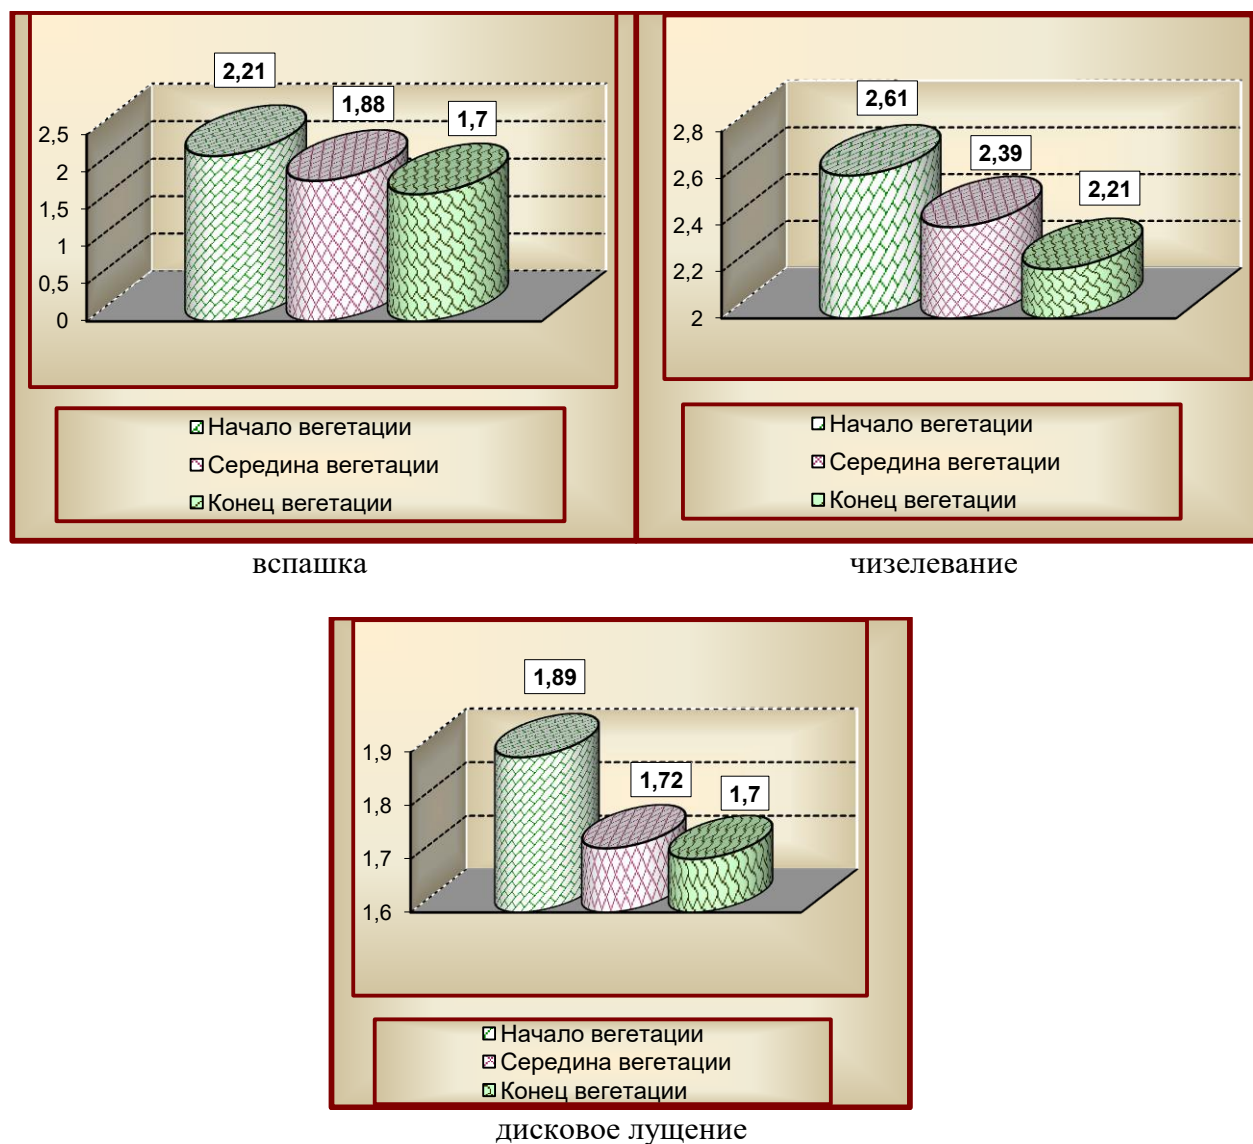 2,21
1,88
1,7
2,5
2
1,5
1
0,5
0
Начало вегетации
Середина вегетации
Конец вегетации
вспашка
2,61
2,39
2,21
2,8
2,6
2,4
2,2
2
Начало вегетации
Середина вегетации
Конец вегетации
чизелевание
1,89
1,72
1,7
1,9
1,8
1,7
1,6
Начало вегетации
Середина вегетации
Конец вегетации
дисковое лущение